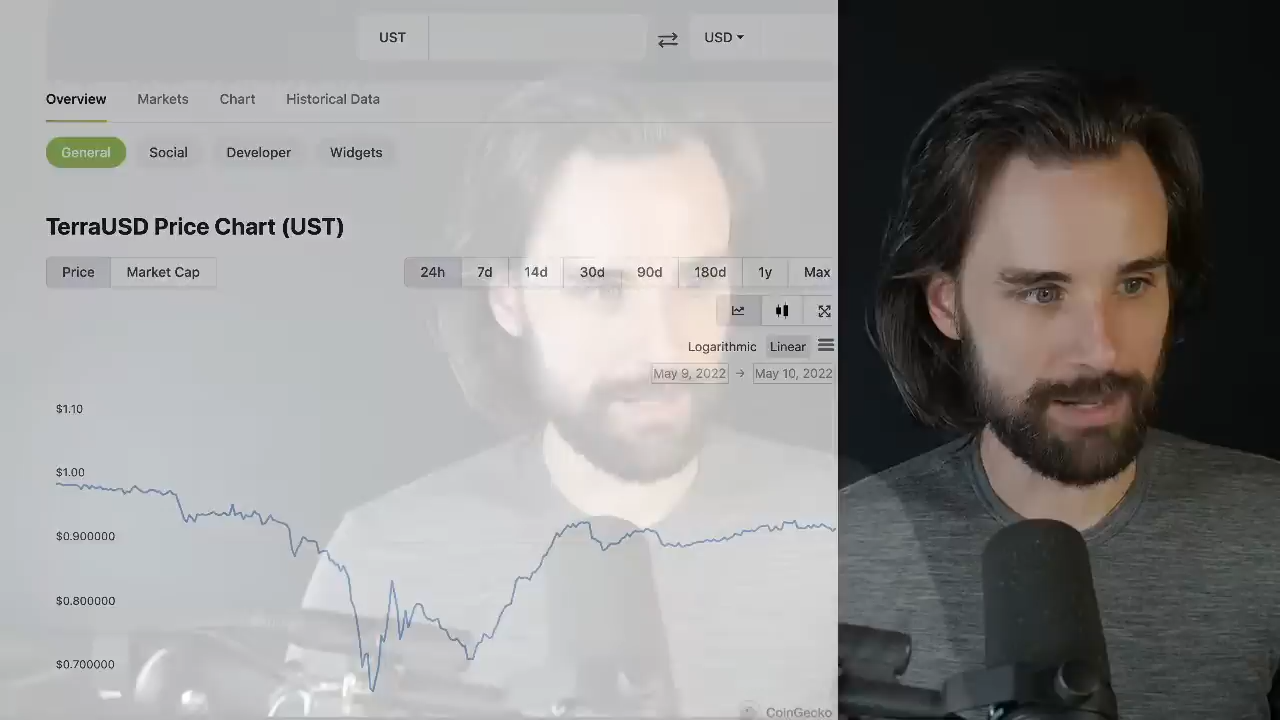 UST
USD
Overview Markets Chart Historical Data
General Social Developer Widgets
TerraUSD Price Chart (UST)
Price Market Cap
24h 7d 14d 30d 90d 180d 1y Max
Logarithmic Linear
May 9, 2022 → May 10, 2022
$1.10
$1.00
$0.900000
$0.800000
$0.700000
CoinGecko